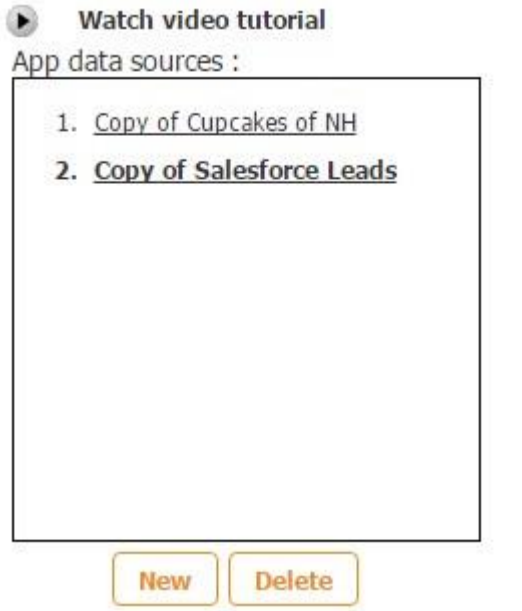 Watch video tutorial
App data sources :
1. Copy of Cupcakes of NH
2. Copy of Salesforce Leads
New Delete